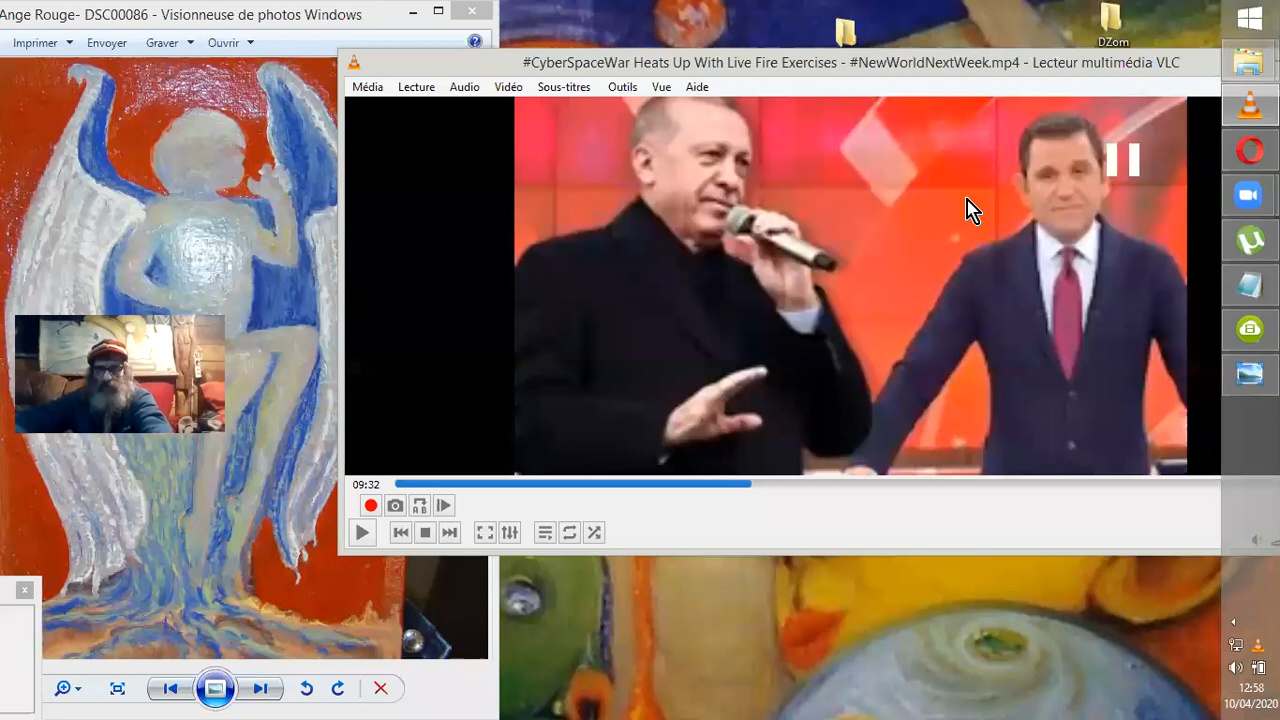 Ange Rouge- DSC00086 - Visionneuse de photos Windows
Imprimer Envoyer Graver Ouvrir
DZom
#CyberSpaceWar Heats Up With Live Fire Exercises - #NewWorldNextWeek.mp4 - Lecteur multimédia VLC
Média Lecture Audio Vidéo Sous-titres Outils Vue Aide
09:32
12:58
10/04/2020